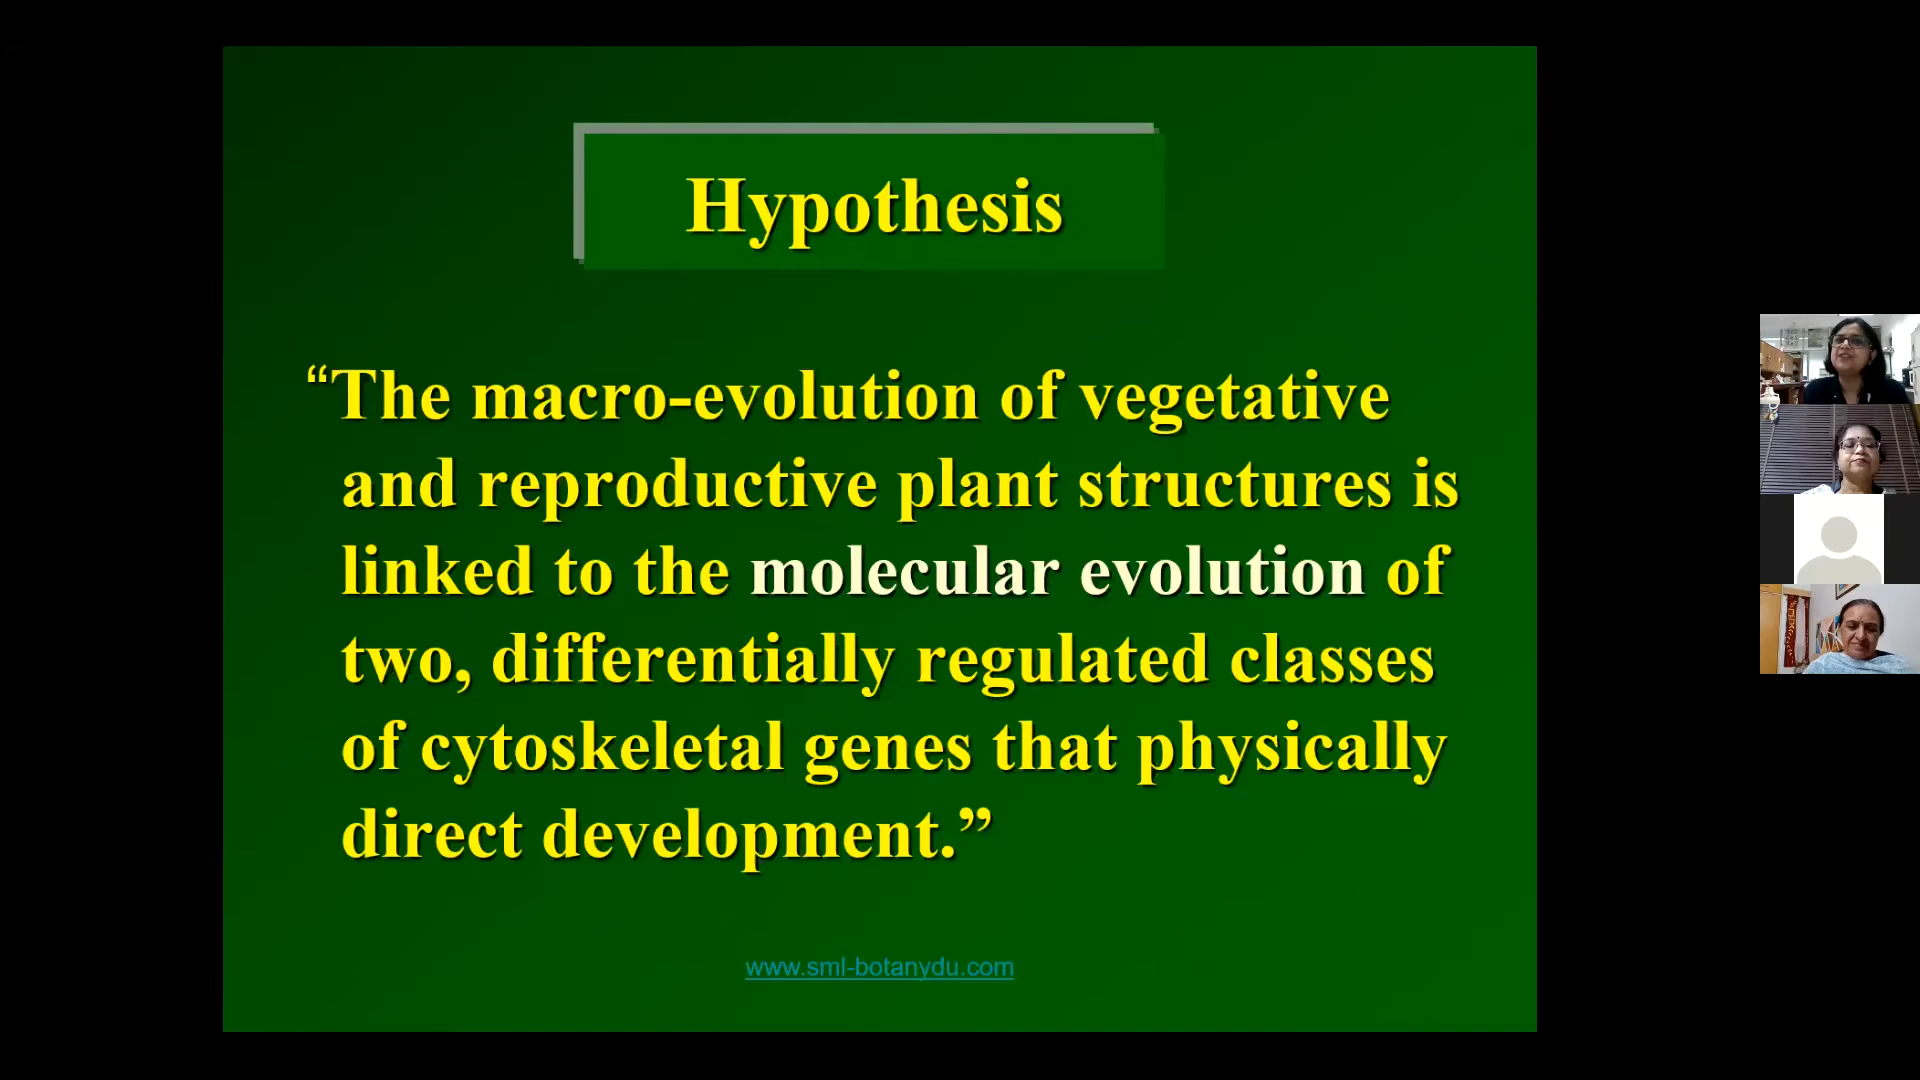 Hypothesis
“The macro-evolution of vegetative
and reproductive plant structures is
linked to the molecular evolution of
two, differentially regulated classes
of cytoskeletal genes that physically
direct development.”
www.sml-botanydu.com